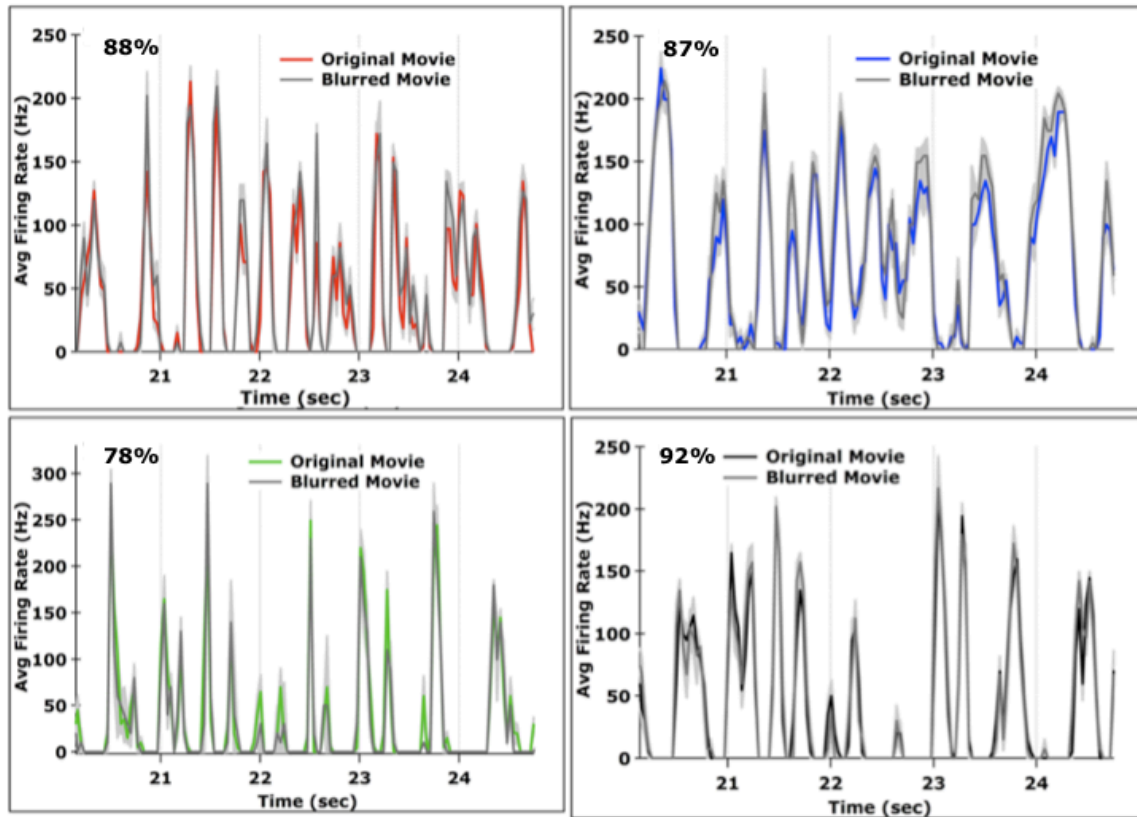 88%
Original Movie
Blurred Movie
Avg Firing Rate (Hz)
250
200
150
100
50
0
21 22 23 24
Time (sec)
87%
Original Movie
Blurred Movie
Avg Firing Rate (Hz)
250
200
150
100
50
0
21 22 23 24
Time (sec)
78%
Original Movie
Blurred Movie
Avg Firing Rate (Hz)
300
250
200
150
100
50
0
21 22 23 24
Time (sec)
92%
Original Movie
Blurred Movie
Avg Firing Rate (Hz)
250
200
150
100
50
0
21 22 23 24
Time (sec)